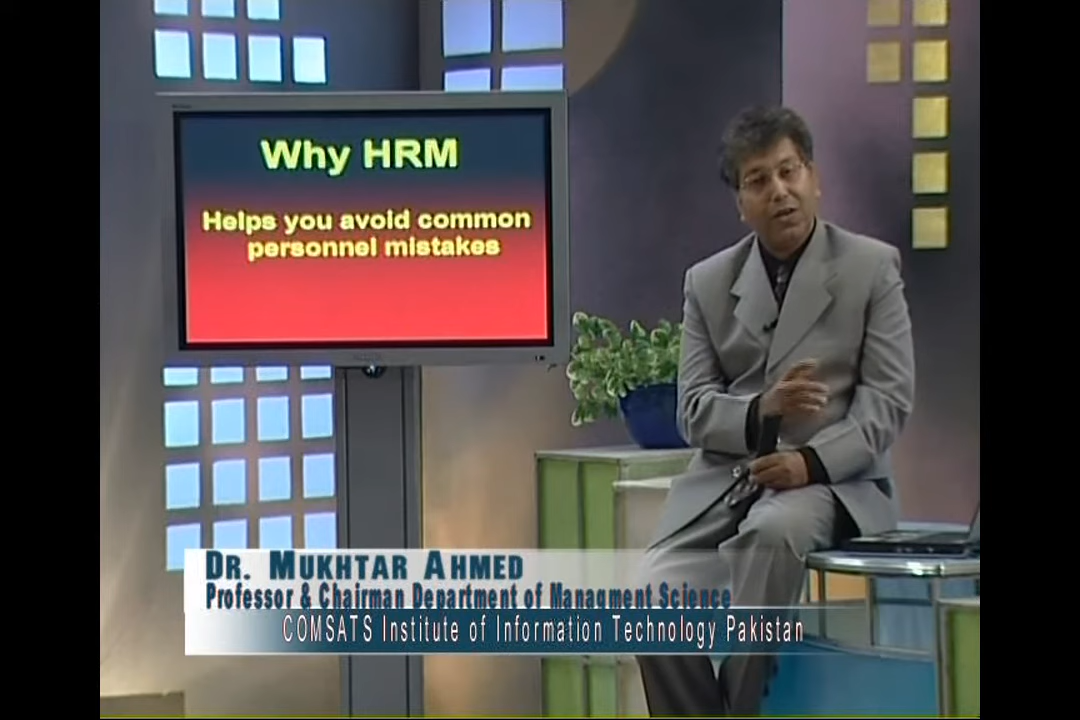 Why HRM
Helps you avoid common
personnel mistakes
Dr. Mukhtar Ahmed
Professor & Chairman Department of Managment Science
COMSATS Institute of Information Technology Pakistan